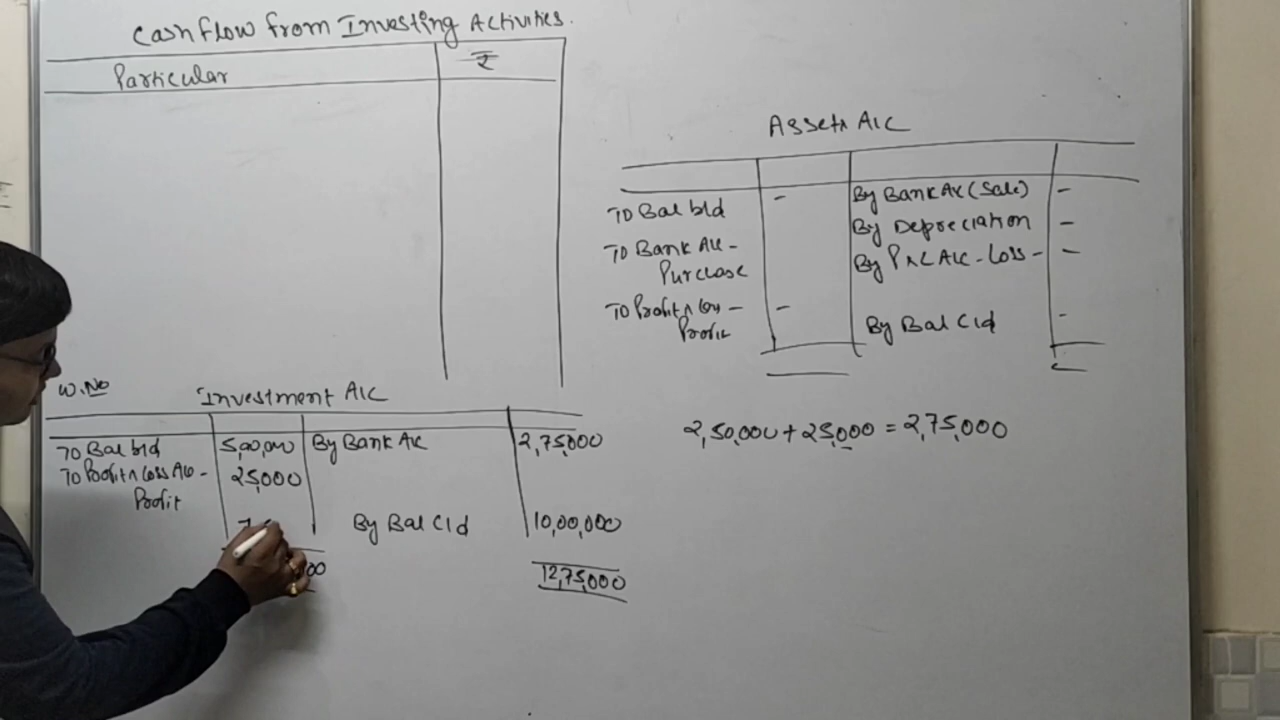 Cash flow from Investing Activities.
Particular ₹
Assets A/C
To Bal b/d - By Bank A/c (Sale) -
By Depreciation -
To Bank A/c -
Purchase
By P & L A/c - Loss - -
To Profit & Loss -
Profit
-
By Bal C/d -
W.No
Investment A/C
To Bal b/d 5,00,000 By Bank A/C 2,75,000
To Profit & Loss A/c -
Profit
25,000
By Bal C/d 10,00,000
00 12,75,000
2,50,000 + 25,000 = 2,75,000